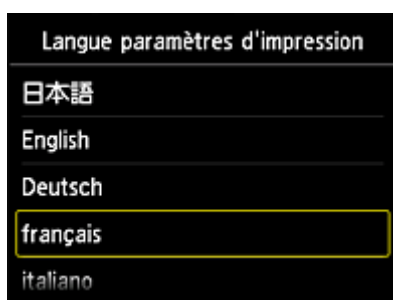 Langue paramètres d'impression
日本語
English
Deutsch
français
italiano